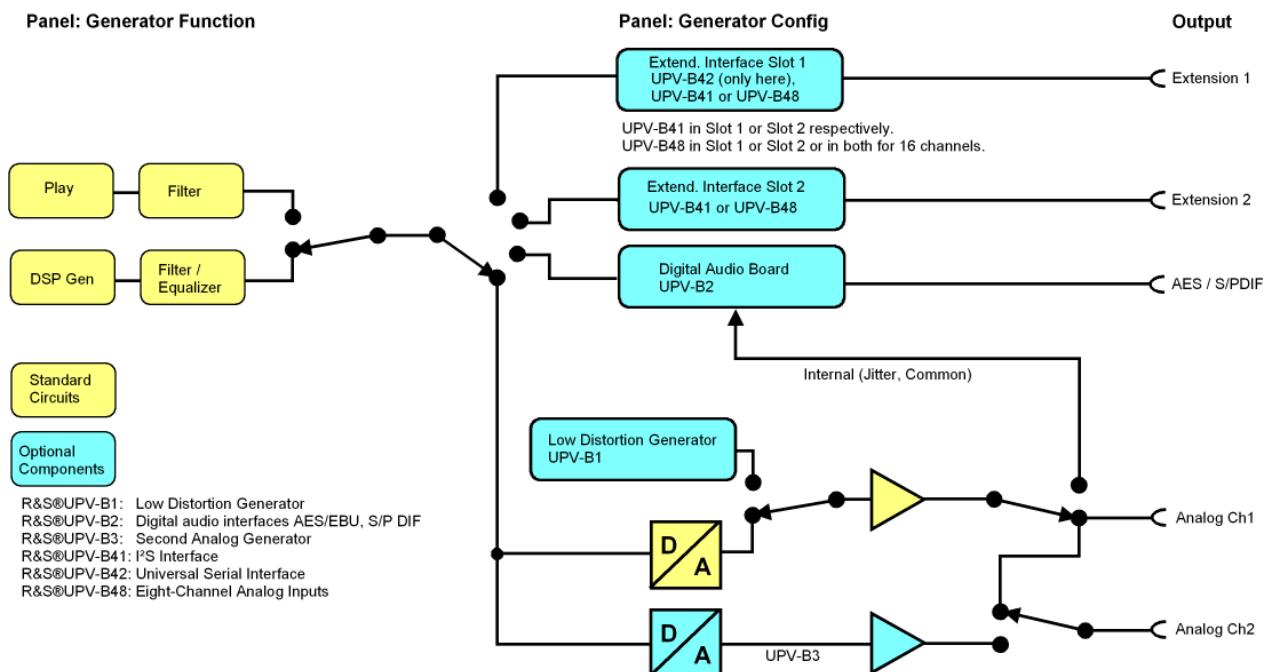 Panel: Generator Function
Panel: Generator Config
Output
Extend. Interface Slot 1
UPV-B42 (only here),
UPV-B41 or UPV-B48
Extension 1
UPV-B41 in Slot 1 or Slot 2 respectively.
UPV-B48 in Slot 1 or Slot 2 or in both for 16 channels.
Play
Filter
Extend. Interface Slot 2
UPV-B41 or UPV-B48
Extension 2
DSP Gen
Filter /
Equalizer
Digital Audio Board
UPV-B2
AES / S/PDIF
Internal (Jitter, Common)
Standard
Circuits
Optional
Components
Low Distortion Generator
UPV-B1
R&S®UPV-B1: Low Distortion Generator
R&S®UPV-B2: Digital audio interfaces AES/EBU, S/P DIF
R&S®UPV-B3: Second Analog Generator
R&S®UPV-B41: I²S Interface
R&S®UPV-B42: Universal Serial Interface
R&S®UPV-B48: Eight-Channel Analog Inputs
D
A
Analog Ch1
D
A
UPV-B3
Analog Ch2